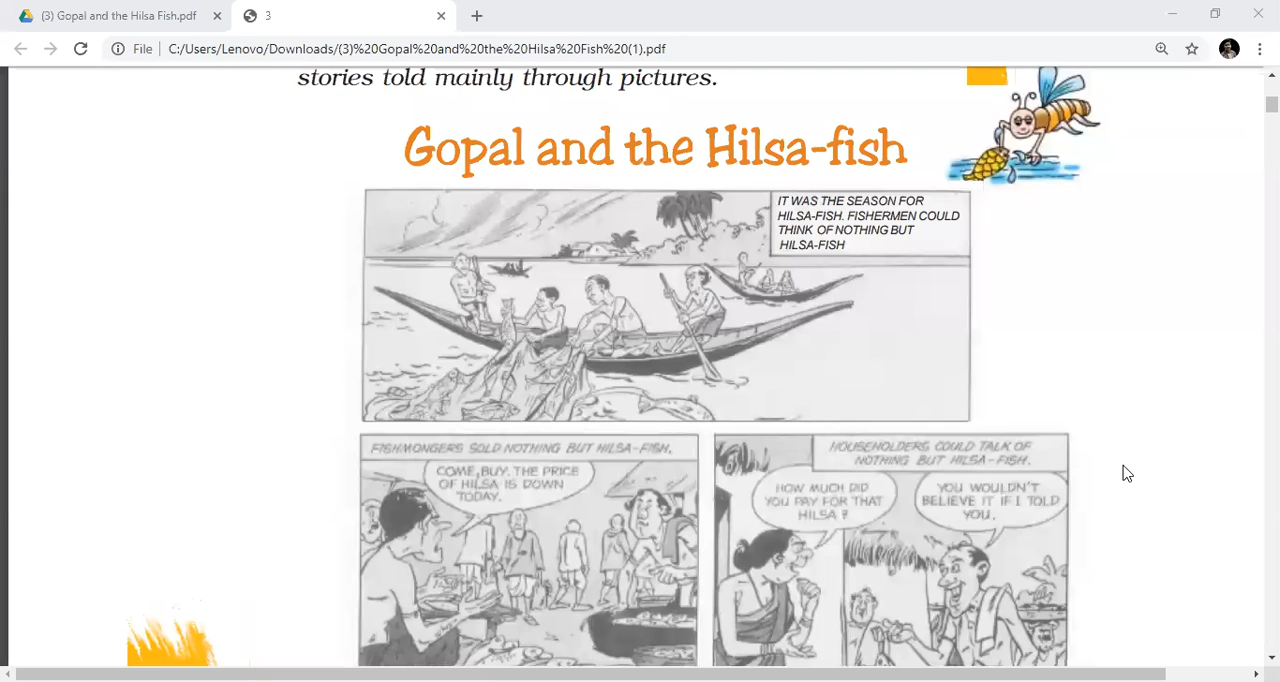 (3) Gopal and the Hilsa Fish.pdf
3
File
C:/Users/Lenovo/Downloads/(3)%20Gopal%20and%20the%20Hilsa%20Fish%20(1).pdf
stories told mainly through pictures.
Gopal and the Hilsa-fish
IT WAS THE SEASON FOR
HILSA-FISH. FISHERMEN COULD
THINK OF NOTHING BUT
HILSA-FISH
FISHMONGERS SOLD NOTHING BUT HILSA-FISH.
COME, BUY. THE PRICE
OF HILSA IS DOWN
TODAY.
HOUSEHOLDERS COULD TALK OF
NOTHING BUT HILSA-FISH.
HOW MUCH DID
YOU PAY FOR THAT
HILSA?
YOU WOULDN'T
BELIEVE IT IF I TOLD
YOU.